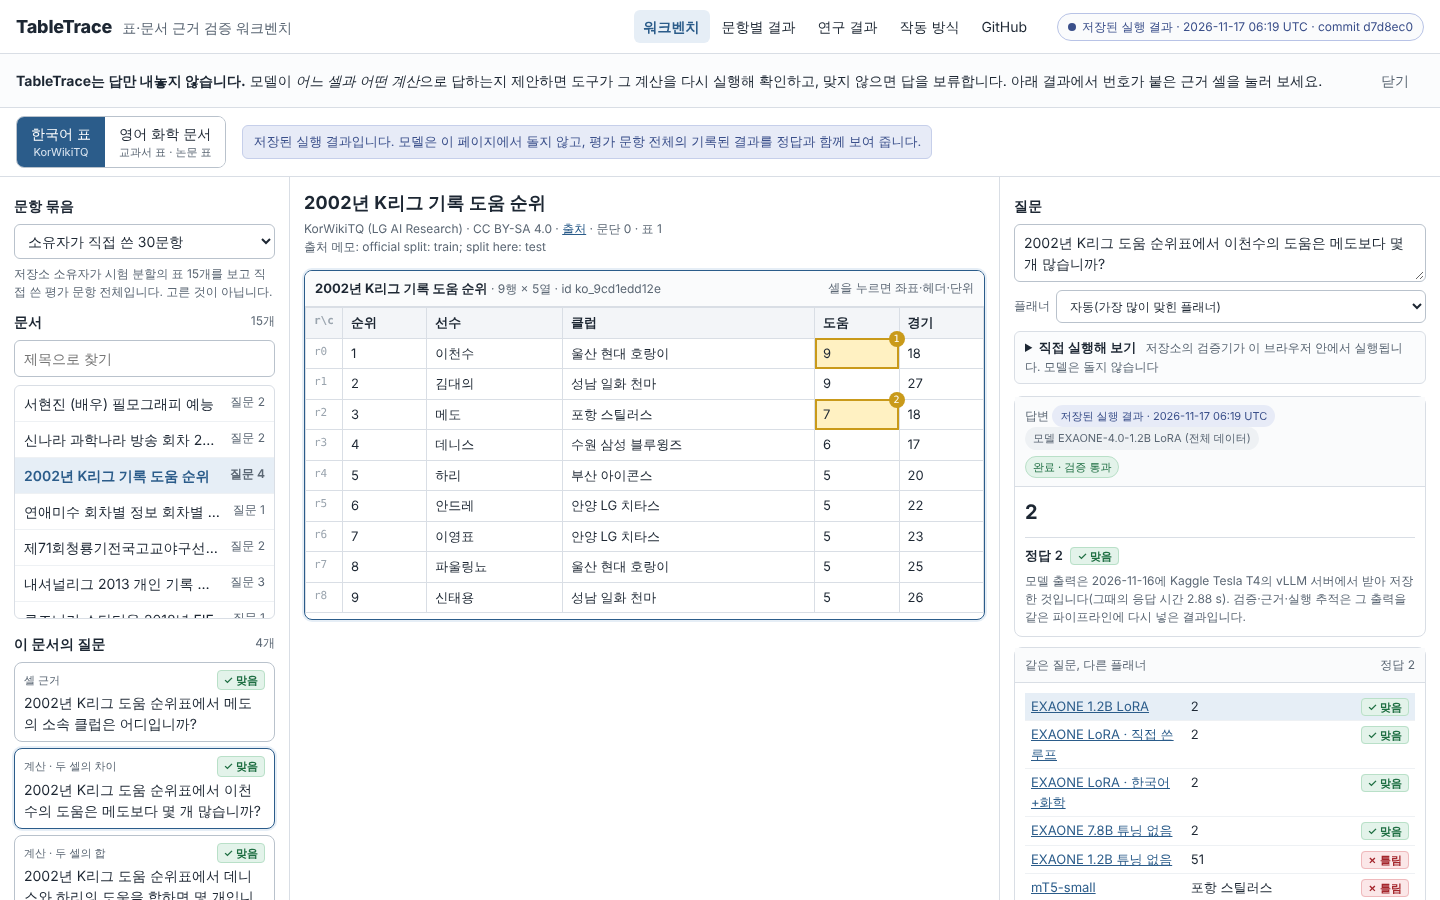 TableTrace 표·문서 근거 검증 워크벤치
워크벤치 문항별 결과 연구 결과 작동 방식 GitHub
저장된 실행 결과 · 2026-11-17 06:19 UTC · commit d7d8ec0
TableTrace는 답만 내놓지 않습니다. 모델이 어느 셀과 어떤 계산으로 답하는지 제안하면 도구가 그 계산을 다시 실행해 확인하고, 맞지 않으면 답을 보류합니다. 아래 결과에서 번호가 붙은 근거 셀을 눌러 보세요.
닫기
한국어 표
KorWikiTQ
영어 화학 문서
교과서 표 · 논문 표
저장된 실행 결과입니다. 모델은 이 페이지에서 돌지 않고, 평가 문항 전체의 기록된 결과를 정답과 함께 보여 줍니다.
문항 묶음
소유자가 직접 쓴 30문항
저장소 소유자가 시험 분할의 표 15개를 보고 직
접 쓴 평가 문항 전체입니다. 고른 것이 아닙니다.
문서 15개
제목으로 찾기
서현진 (배우) 필모그래피 예능 질문 2
신나라 과학나라 방송 회차 2... 질문 2
2002년 K리그 기록 도움 순위 질문 4
연애미수 회차별 정보 회차별 ... 질문 1
제71회청룡기전국고교야구선... 질문 2
내셔널리그 2013 개인 기록 ... 질문 3
이 문서의 질문 4개
셀 근거 ✓ 맞음
2002년 K리그 도움 순위표에서 메도
의 소속 클럽은 어디입니까?
계산 · 두 셀의 차이 ✓ 맞음
2002년 K리그 도움 순위표에서 이천
수의 도움은 메도보다 몇 개 많습니까?
계산 · 두 셀의 합 ✓ 맞음
2002년 K리그 도움 순위표에서 데니
스와 하리의 도움을 합하면 몇 개입니
2002년 K리그 기록 도움 순위
KorWikiTQ (LG AI Research) · CC BY-SA 4.0 · 출처 · 문단 0 · 표 1
출처 메모: official split: train; split here: test
2002년 K리그 기록 도움 순위 · 9행 × 5열 · id ko_9cd1edd12e
셀을 누르면 좌표·헤더·단위
r\c 순위 선수 클럽 도움 경기
r0 1 이천수 울산 현대 호랑이 9 1 18
r1 2 김대의 성남 일화 천마 9 27
r2 3 메도 포항 스틸러스 7 2 18
r3 4 데니스 수원 삼성 블루윙즈 6 17
r4 5 하리 부산 아이콘스 5 20
r5 6 안드레 안양 LG 치타스 5 22
r6 7 이영표 안양 LG 치타스 5 23
r7 8 파울링뇨 울산 현대 호랑이 5 25
r8 9 신태용 성남 일화 천마 5 26
질문
2002년 K리그 도움 순위표에서 이천수의 도움은 메도보다 몇
개 많습니까?
플래너 자동(가장 많이 맞힌 플래너)
▶ 직접 실행해 보기 저장소의 검증기가 이 브라우저 안에서 실행됩니
다. 모델은 돌지 않습니다
답변 저장된 실행 결과 · 2026-11-17 06:19 UTC
모델 EXAONE-4.0-1.2B LoRA (전체 데이터)
완료 · 검증 통과
2
정답 2 ✓ 맞음
모델 출력은 2026-11-16에 Kaggle Tesla T4의 vLLM 서버에서 받아 저장
한 것입니다(그때의 응답 시간 2.88 s). 검증·근거·실행 추적은 그 출력을
같은 파이프라인에 다시 넣은 결과입니다.
같은 질문, 다른 플래너 정답 2
EXAONE 1.2B LoRA 2 ✓ 맞음
EXAONE LoRA · 직접 쓴
루프 2 ✓ 맞음
EXAONE LoRA · 한국어
+화학 2 ✓ 맞음
EXAONE 7.8B 튜닝 없음 2 ✓ 맞음
EXAONE 1.2B 튜닝 없음 51 × 틀림
mT5-small 포항 스틸러스 × 틀림